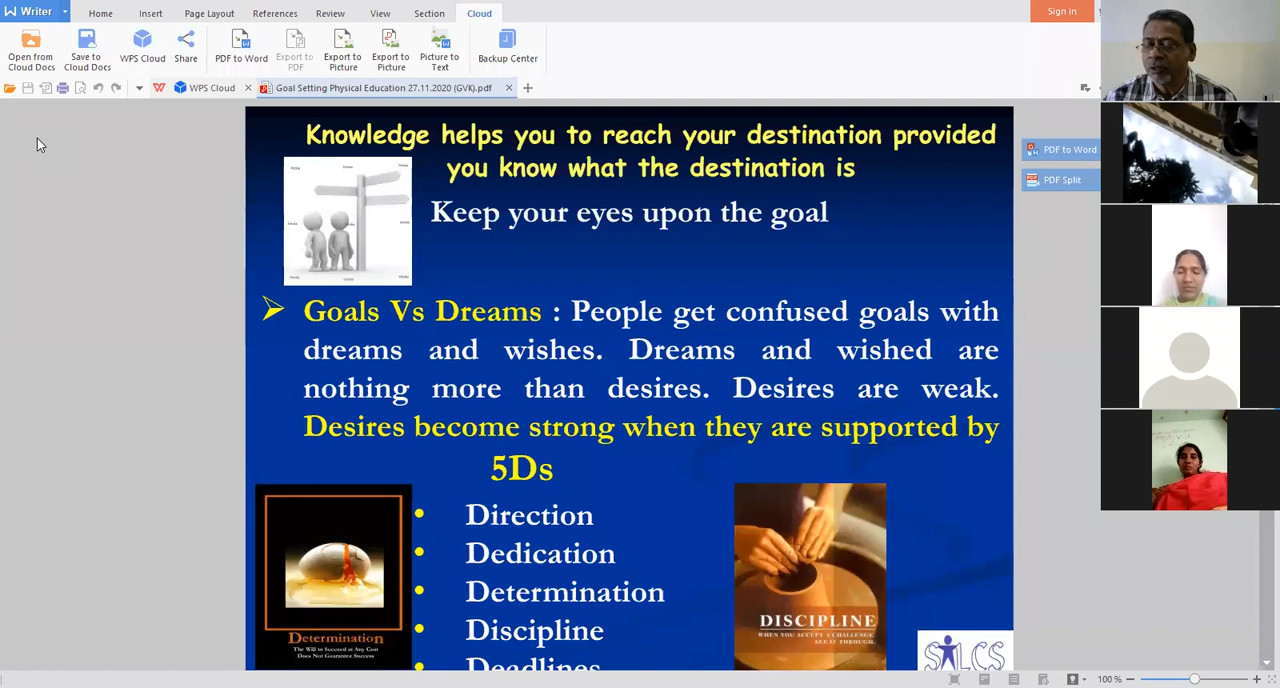 Writer
Home Insert Page Layout References Review View Section Cloud
Sign in
Open from Cloud Docs
Save to Cloud Docs
WPS Cloud
Share
PDF to Word
Export to PDF
Export to Picture
Export to Picture
Picture to Text
Backup Center
WPS Cloud
Goal Setting Physical Education 27.11.2020 (GVK).pdf
Knowledge helps you to reach your destination provided
you know what the destination is
Keep your eyes upon the goal
Goals Vs Dreams : People get confused goals with
dreams and wishes. Dreams and wished are
nothing more than desires. Desires are weak.
Desires become strong when they are supported by
5Ds
Direction
Dedication
Determination
Discipline
Deadlines
Determination
The Will to Succeed at Any Cost
Does Not Guarantee Success
DISCIPLINE
WHEN YOU ACCEPT A CHALLENGE,
SEE IT THROUGH.
PDF to Word
PDF Split
100 %